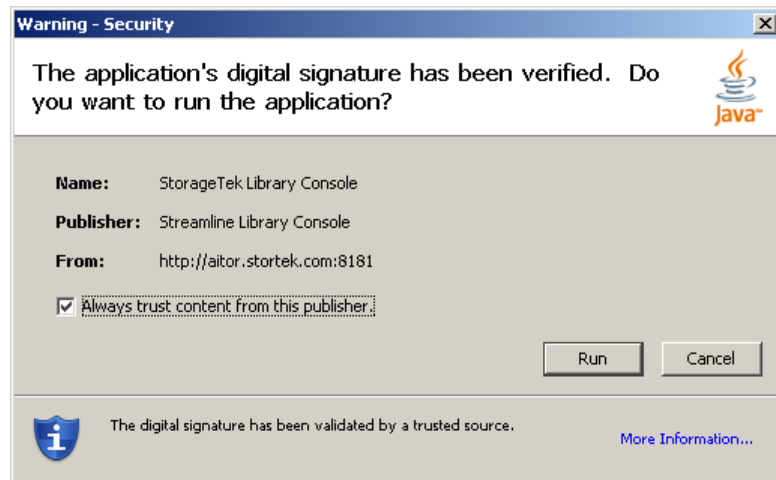 Warning - Security
The application's digital signature has been verified.  Do
you want to run the application?
Java™
Name: StorageTek Library Console
Publisher: Streamline Library Console
From: http://aitor.stortek.com:8181
Always trust content from this publisher.
Run Cancel
The digital signature has been validated by a trusted source.
More Information...